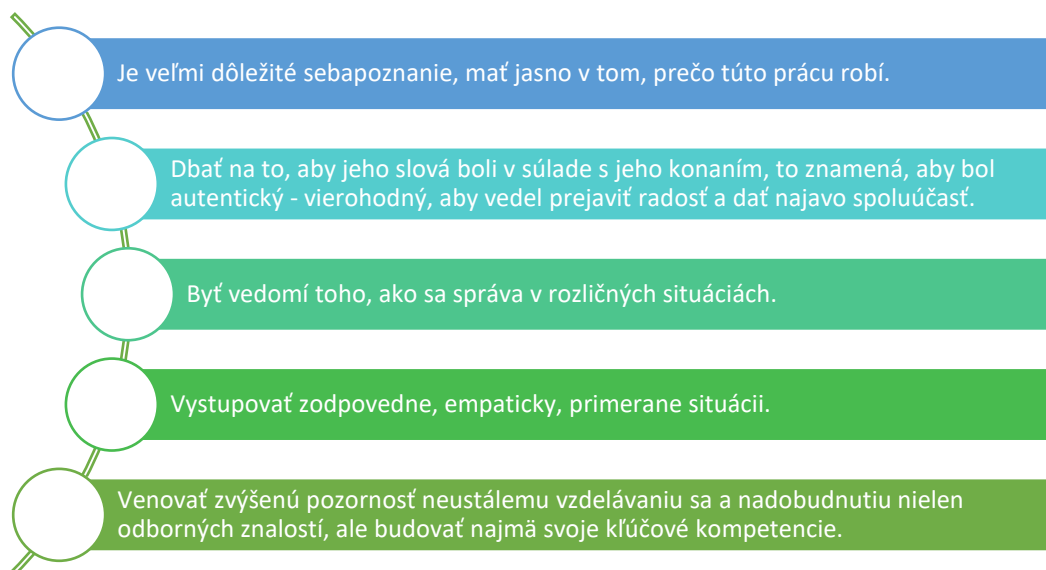 Je veľmi dôležité sebapoznanie, mať jasno v tom, prečo túto prácu robí.
Dbať na to, aby jeho slová boli v súlade s jeho konaním, to znamená, aby bol
autentický - vierohodný, aby vedel prejaviť radosť a dať najavo spoluúčasť.
Byť vedomí toho, ako sa správa v rozličných situáciách.
Vystupovať zodpovedne, empaticky, primerane situácii.
Venovať zvýšenú pozornosť neustálemu vzdelávaniu sa a nadobudnutiu nielen
odborných znalostí, ale budovať najmä svoje kľúčové kompetencie.